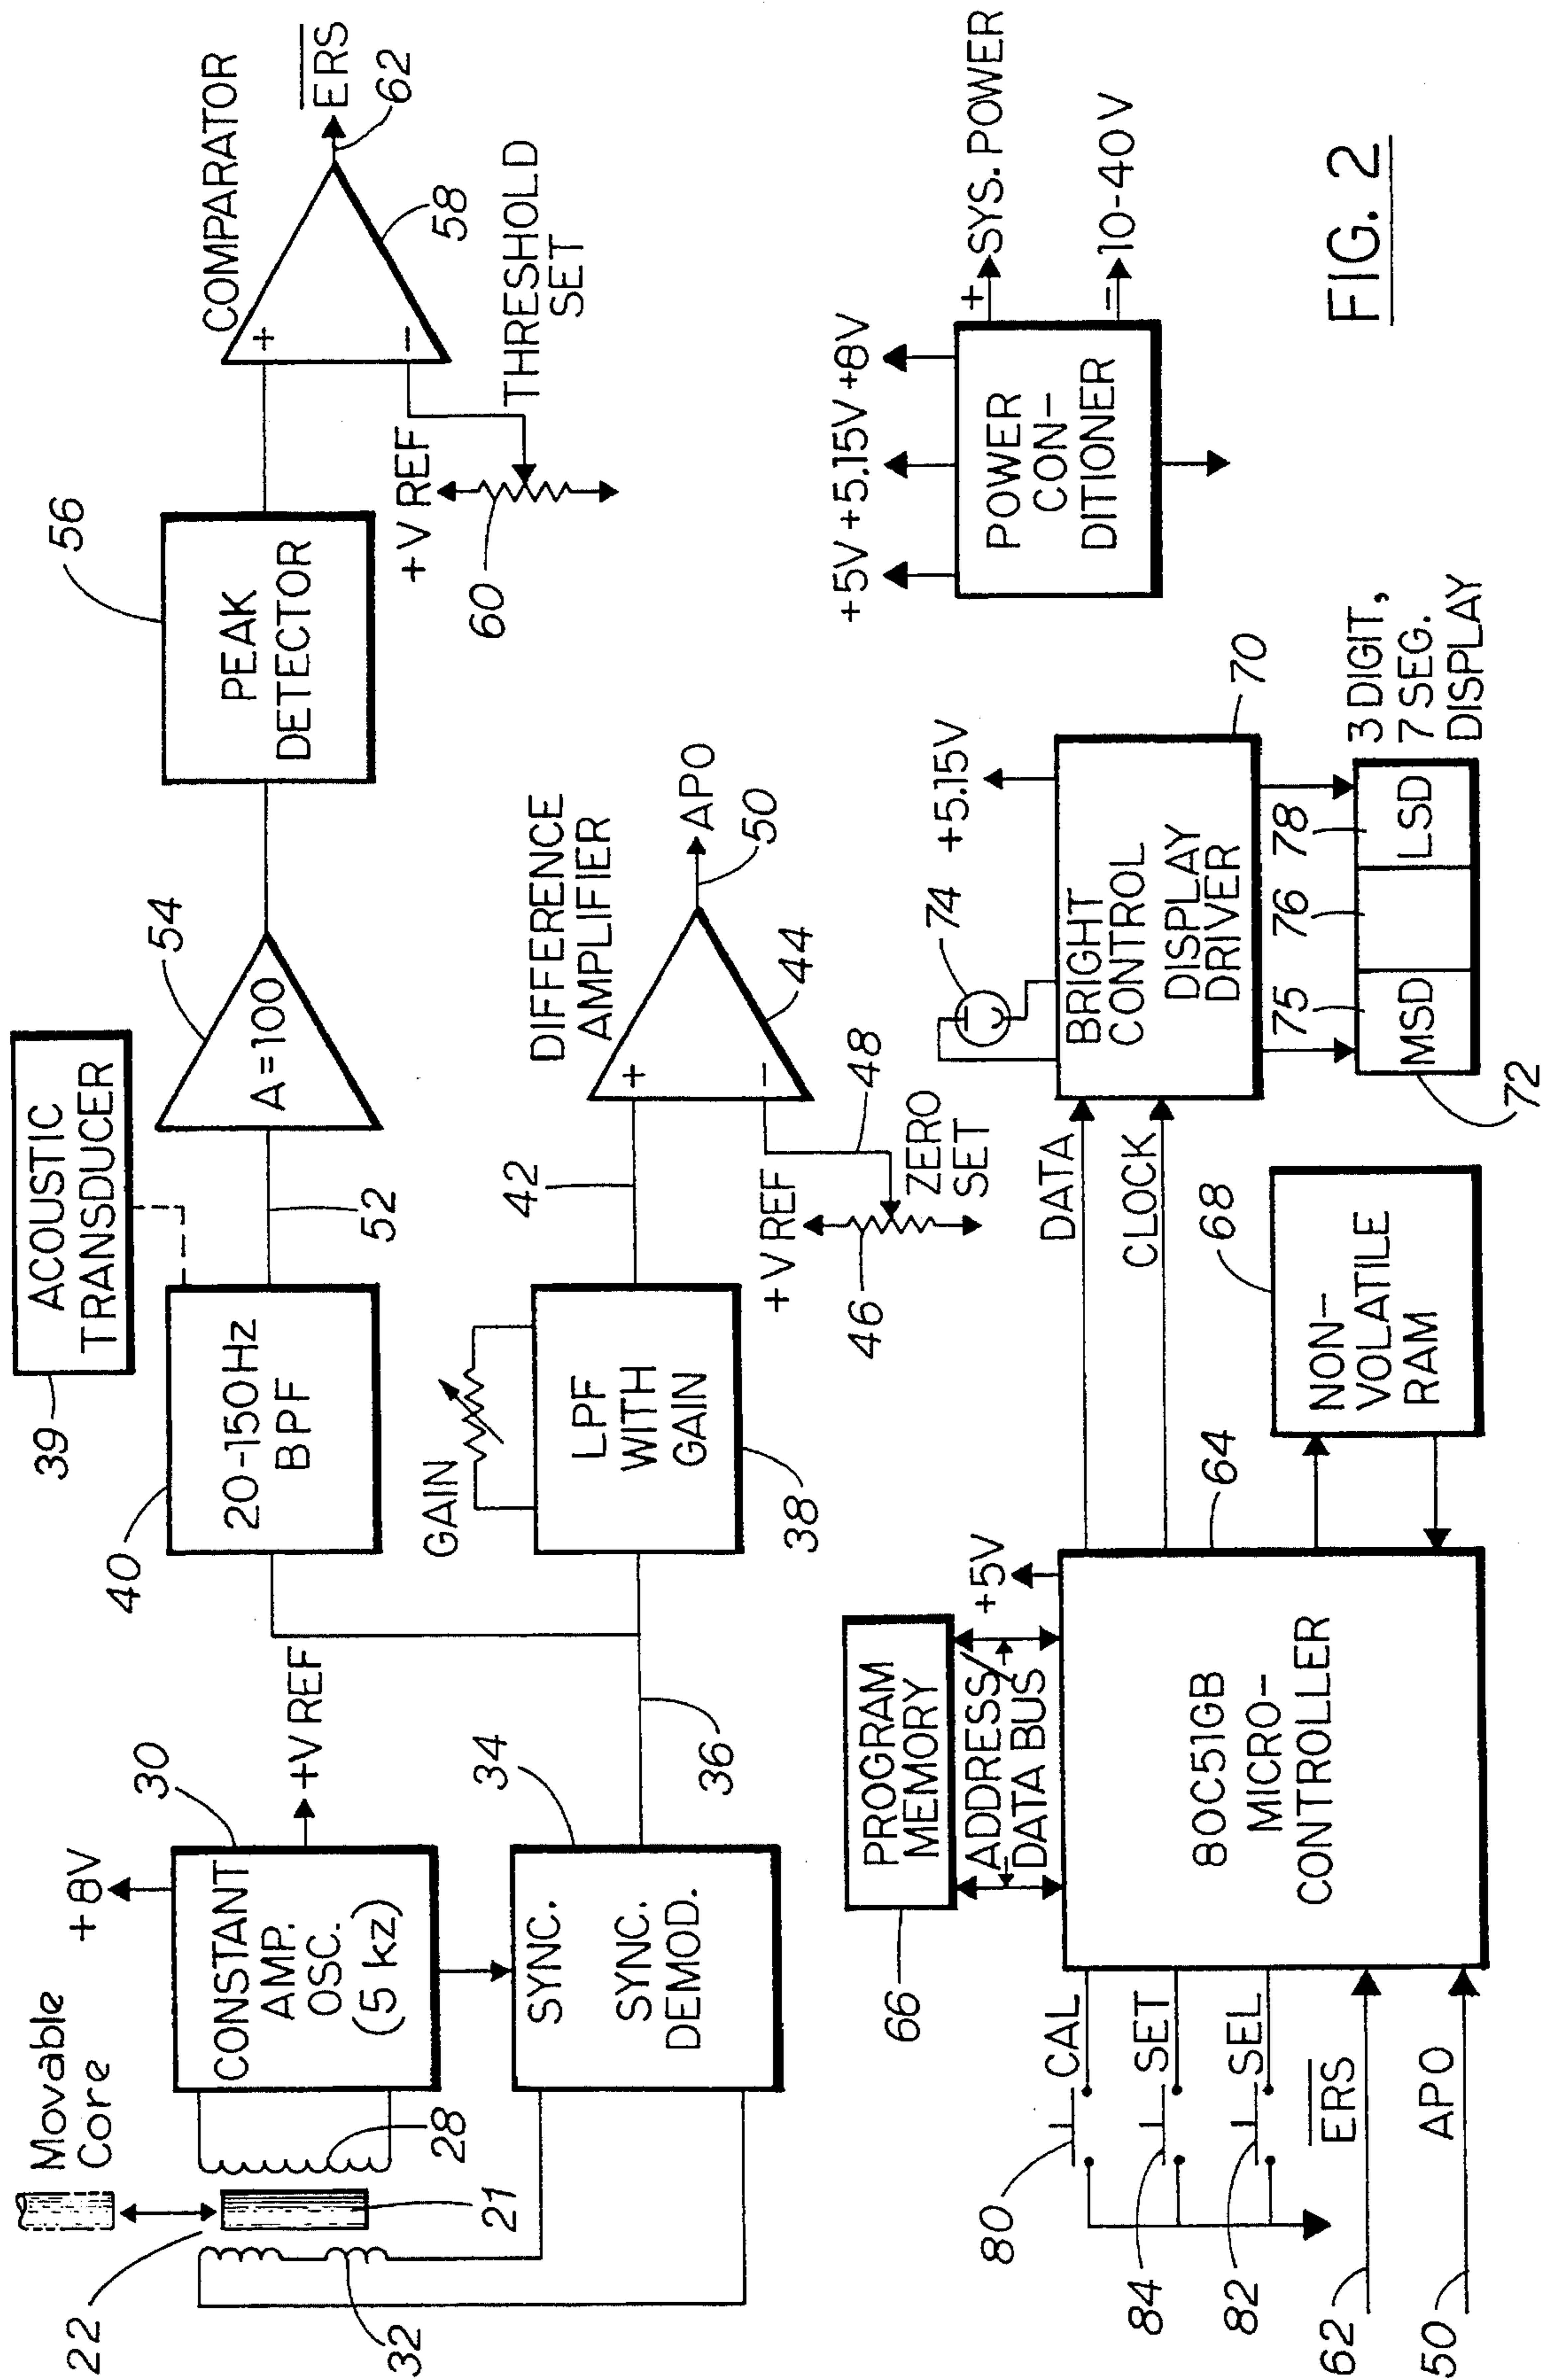 Movable
Core
22
21
28
32
+8V
30
CONSTANT
AMP.
OSC.
(5 kz)
+V REF
SYNC.
SYNC.
DEMOD.
34
36
39
ACOUSTIC
TRANSDUCER
40
20-150Hz
BPF
52
54
A=100
56
PEAK
DETECTOR
COMPARATOR
+
-
ERS
62
58
+V REF
60
THRESHOLD
SET
GAIN
LPF
WITH
GAIN
38
42
DIFFERENCE
AMPLIFIER
+
-
APO
50
44
48
+V REF
46
ZERO
SET
PROGRAM
MEMORY
66
ADDRESS/
DATA BUS
+5V
64
80C51GB
MICRO-
CONTROLLER
80
CAL
84
SET
82
SEL
ERS
62
APO
50
68
NON-
VOLATILE
RAM
DATA
CLOCK
74
+5.15V
BRIGHT
CONTROL
DISPLAY
DRIVER
70
75
76
78
MSD
LSD
72
3 DIGIT,
7 SEG.
DISPLAY
+5V +5.15V +8V
POWER
CON-
DITIONER
+
SYS. POWER
=
10-40 V
FIG. 2